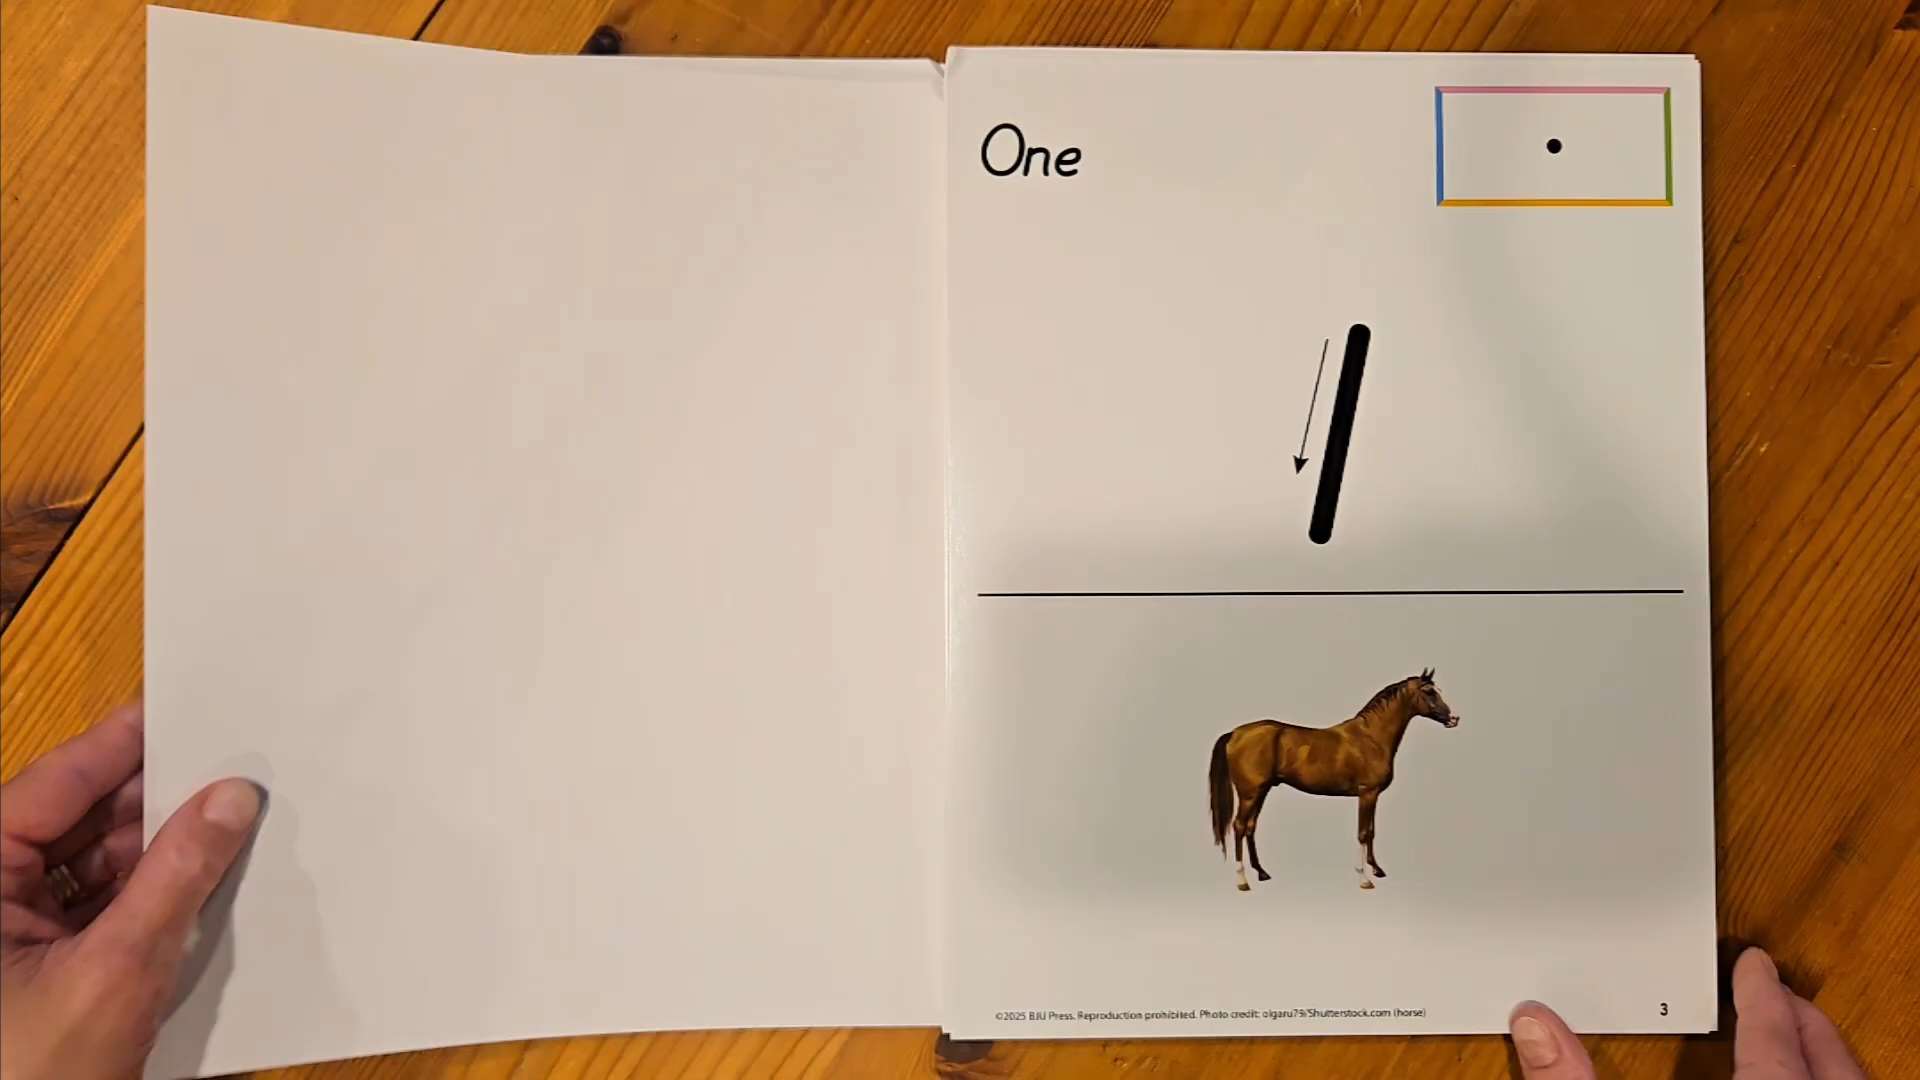 One
1
©2025 BJU Press. Reproduction prohibited. Photo credit: olgaru79/Shutterstock.com (horse)
3